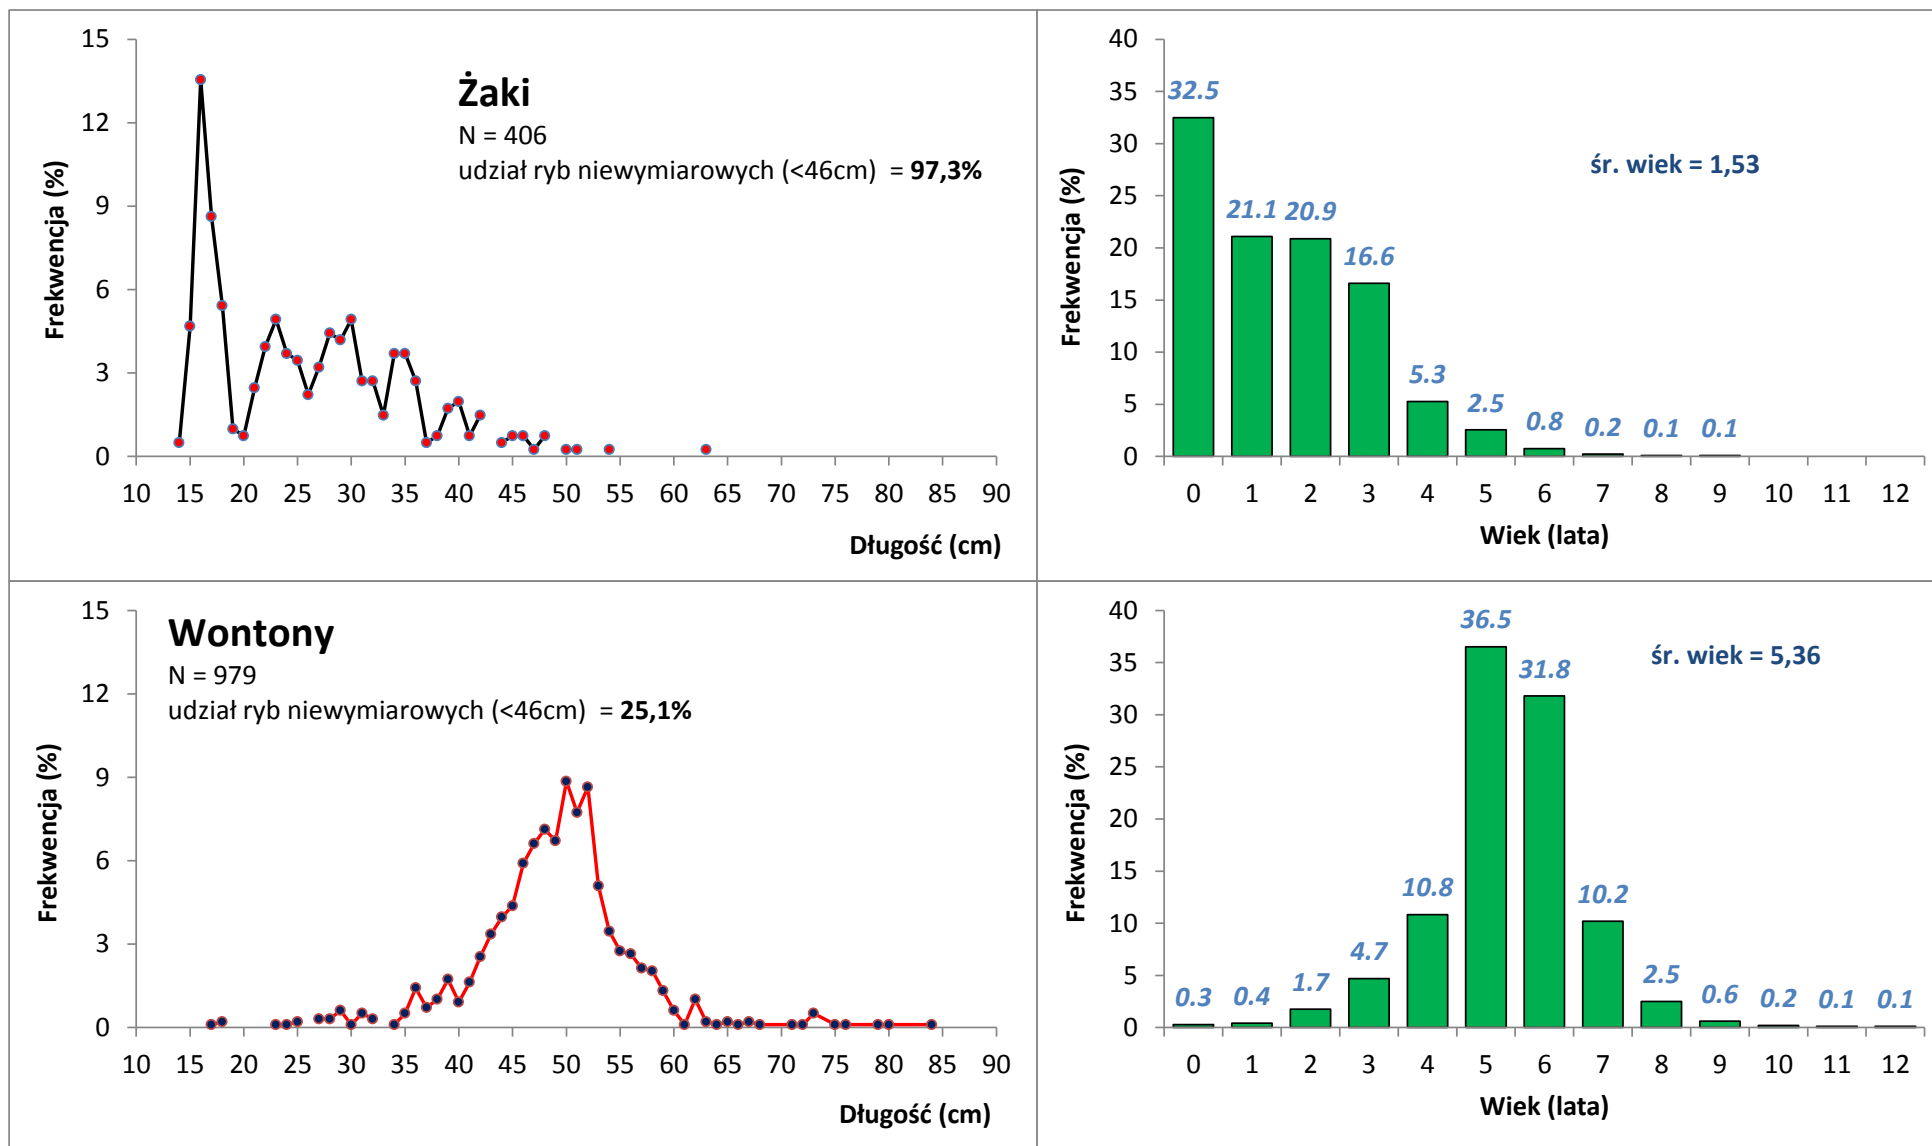 Żaki
N = 406
udział ryb niewymiarowych (<46cm) = 97,3%
Frekwencja (%)
15
12
9
6
3
0
10 15 20 25 30 35 40 45 50 55 60 65 70 75 80 85 90
Długość (cm)
śr. wiek = 1,53
Frekwencja (%)
40
35
30
25
20
15
10
5
0
32.5 21.1 20.9 16.6 5.3 2.5 0.8 0.2 0.1 0.1
0 1 2 3 4 5 6 7 8 9 10 11 12
Wiek (lata)
Wontony
N = 979
udział ryb niewymiarowych (<46cm) = 25,1%
Frekwencja (%)
15
12
9
6
3
0
10 15 20 25 30 35 40 45 50 55 60 65 70 75 80 85 90
Długość (cm)
śr. wiek = 5,36
Frekwencja (%)
40
35
30
25
20
15
10
5
0
0.3 0.4 1.7 4.7 10.8 36.5 31.8 10.2 2.5 0.6 0.2 0.1 0.1
0 1 2 3 4 5 6 7 8 9 10 11 12
Wiek (lata)